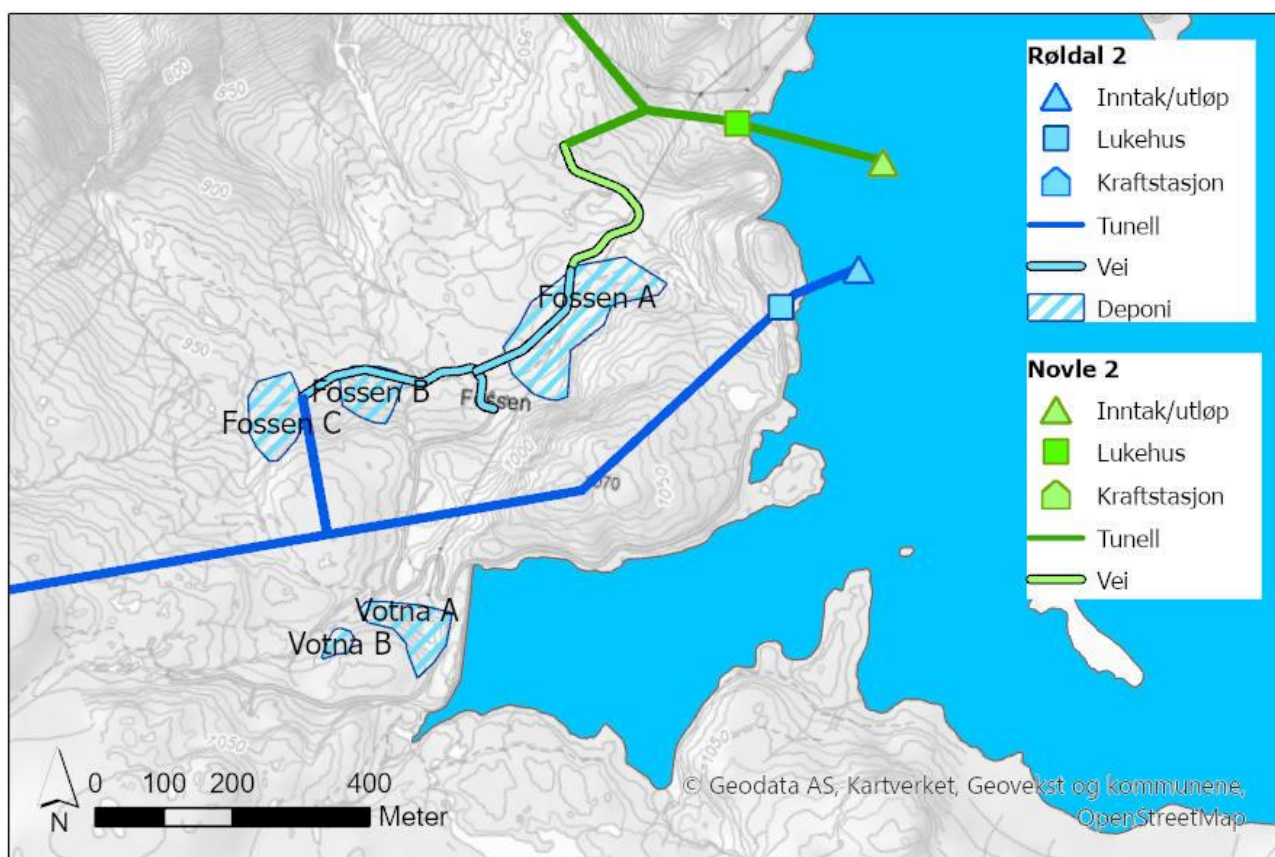 Røldal 2
Inntak/utløp
Lukehus
Kraftstasjon
Tunell
Vei
Deponi
Novle 2
Inntak/utløp
Lukehus
Kraftstasjon
Tunell
Vei
800
850
950
950
900
950
Fossen A
Fossen B
Fossen C
Fossen
1000
1050
Votna A
Votna B
1050
1050
0 100 200 400
Meter
N
© Geodata AS, Kartverket, Geovekst og kommunene,
OpenStreetMap